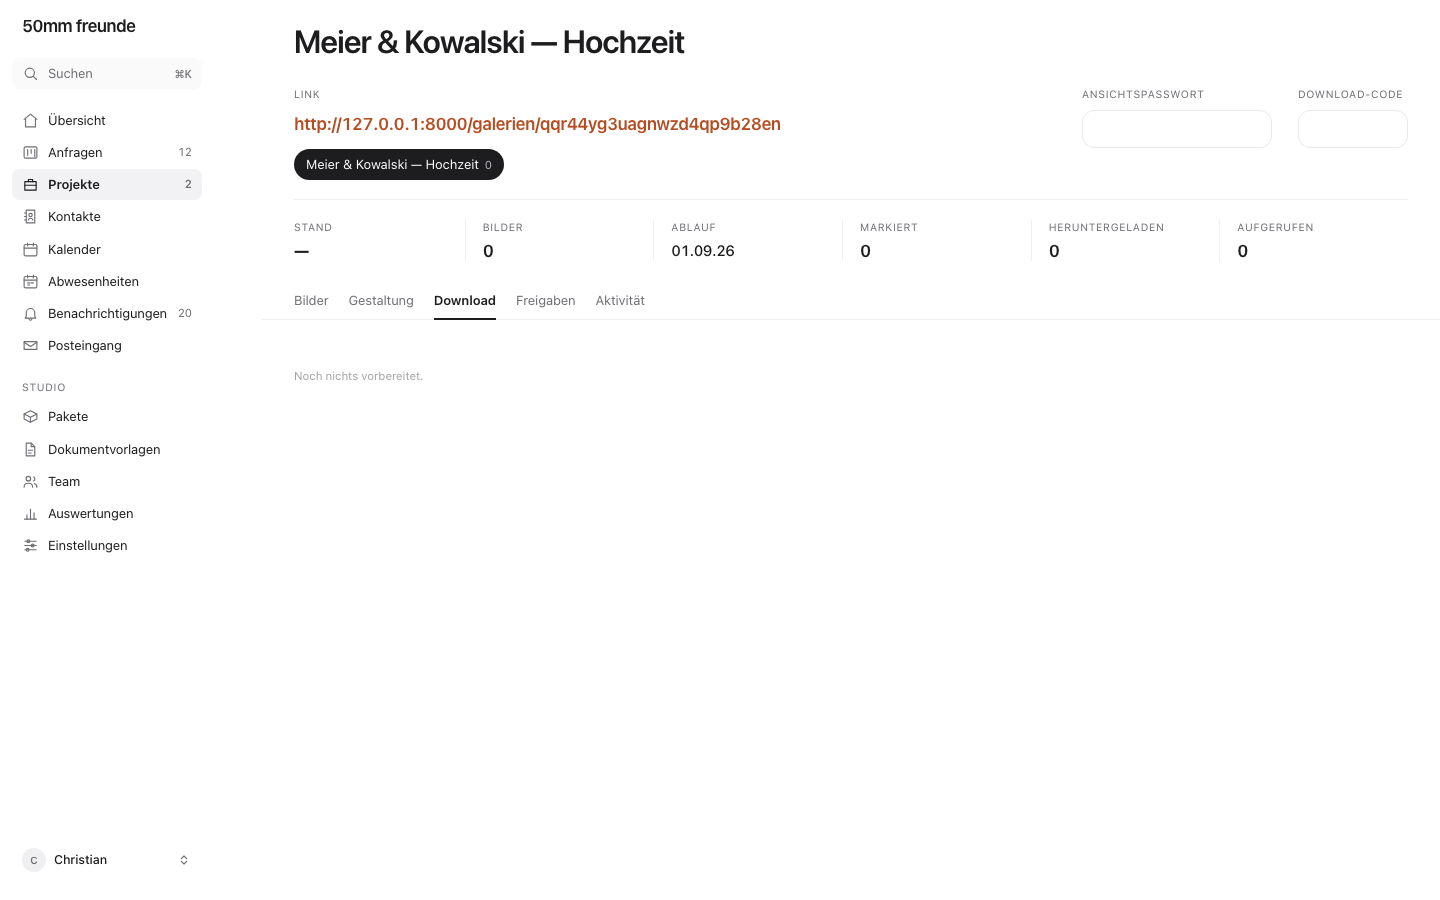 50mm freunde
Suchen ⌘K
Übersicht
Anfragen 12
Projekte 2
Kontakte
Kalender
Abwesenheiten
Benachrichtigungen 20
Posteingang
STUDIO
Pakete
Dokumentvorlagen
Team
Auswertungen
Einstellungen
C Christian
Meier & Kowalski — Hochzeit
LINK
http://127.0.0.1:8000/galerien/qqr44yg3uagnwzd4qp9b28en
Meier & Kowalski — Hochzeit 0
ANSICHTSPASSWORT
DOWNLOAD-CODE
STAND
—
BILDER
0
ABLAUF
01.09.26
MARKIERT
0
HERUNTERGELADEN
0
AUFGERUFEN
0
Bilder Gestaltung Download Freigaben Aktivität
Noch nichts vorbereitet.